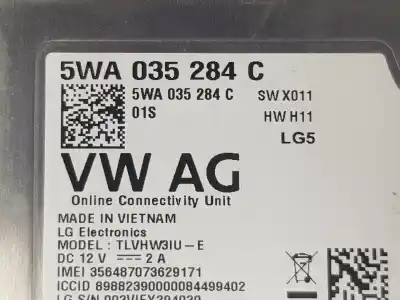 5WA 035 284 C
5WA 035 284 C SW X011
01S HW H11
LG5
VW AG
Online Connectivity Unit
MADE IN VIETNAM
LG Electronics
MODEL : TLVHW3IU-E
DC 12 V ⎓ 2 A
IMEI 356487073629171
ICCID 89882390000084499402